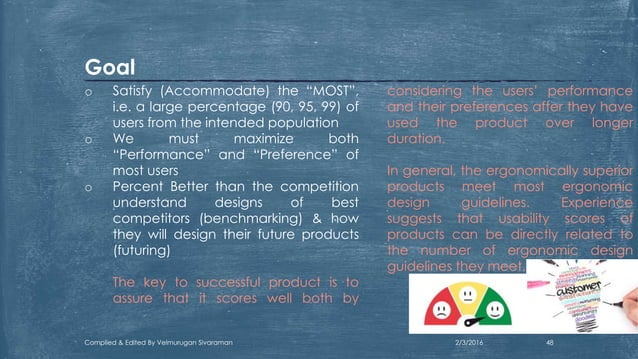 Goal
o Satisfy (Accommodate) the “MOST”,
i.e. a large percentage (90, 95, 99) of
users from the intended population
o We must maximize both
“Performance” and “Preference” of
most users
o Percent Better than the competition
understand designs of best
competitors (benchmarking) & how
they will design their future products
(futuring)
The key to successful product is to
assure that it scores well both by
considering the users’ performance
and their preferences affer they have
used the product over longer
duration.
In general, the ergonomically superior
products meet most ergonomic
design guidelines. Experience
suggests that usability scores of
products can be directly related to
the number of ergonomic design
guidelines they meet.
customer
Complied & Edited By Velmurugan Sivaraman
2/3/2016
48